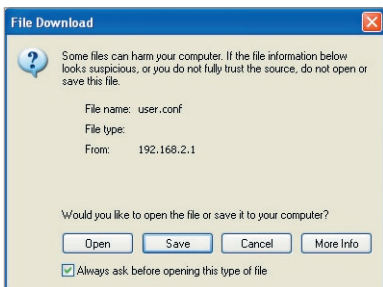 File Download
Some files can harm your computer. If the file information below
looks suspicious, or you do not fully trust the source, do not open or
save this file.
File name: user.conf
File type:
From: 192.168.2.1
Would you like to open the file or save it to your computer?
Open Save Cancel More Info
Always ask before opening this type of file